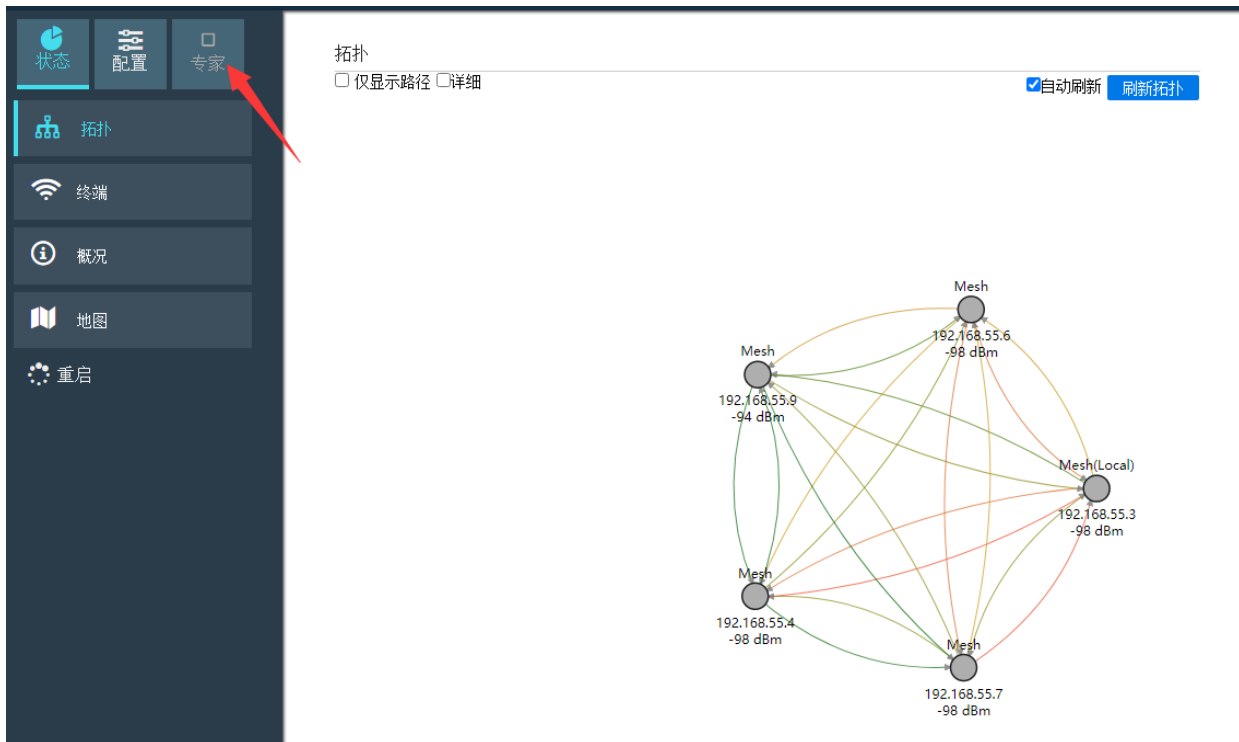 状态
配置
专家
拓扑
终端
概况
地图
重启
拓扑
仅显示路径 详细
自动刷新 刷新拓扑
Mesh
192.168.55.6
-98 dBm
Mesh
192.168.55.9
-94 dBm
Mesh(Local)
192.168.55.3
-98 dBm
Mesh
192.168.55.4
-98 dBm
Mesh
192.168.55.7
-98 dBm